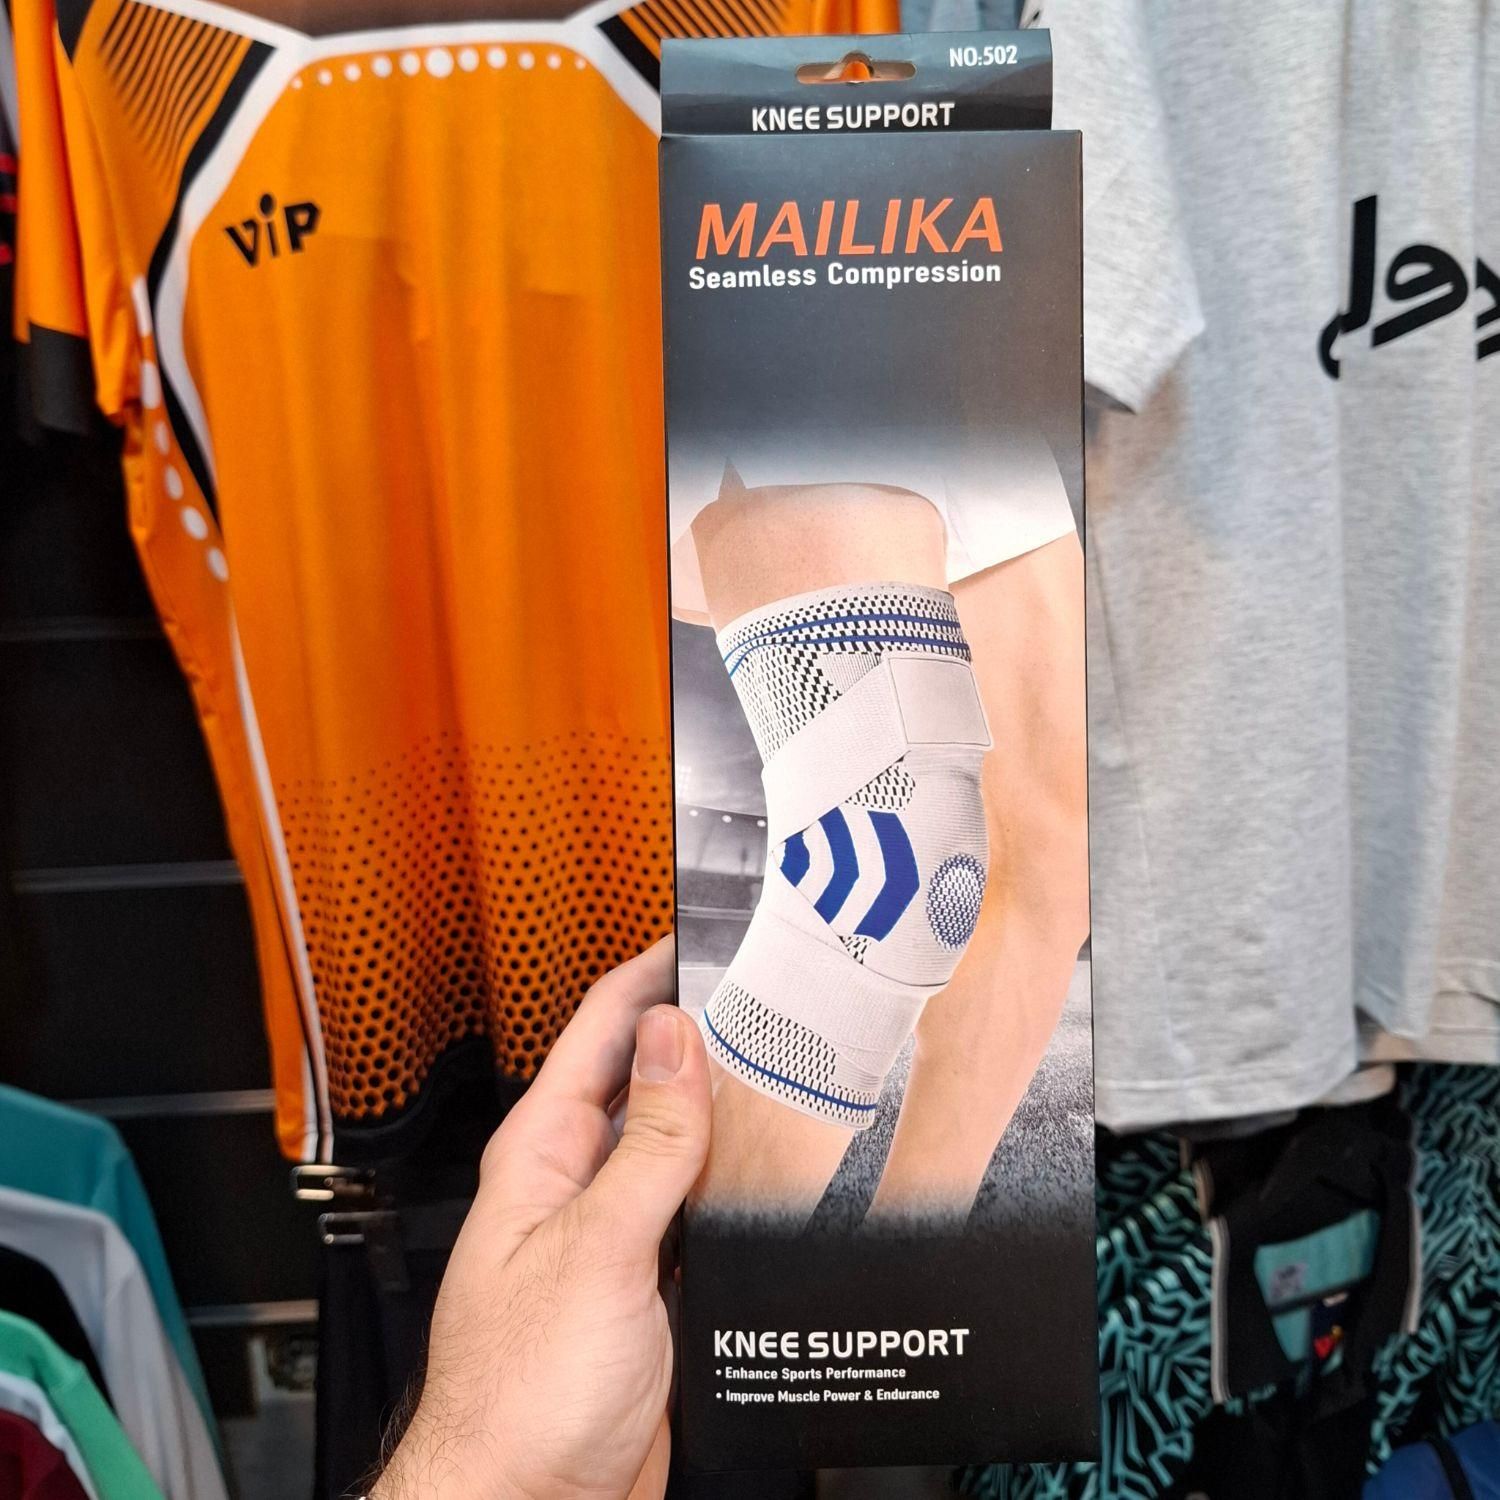 NO:502
KNEE SUPPORT
MAILIKA
Seamless Compression
ViP
KNEE SUPPORT
• Enhance Sports Performance
• Improve Muscle Power & Endurance